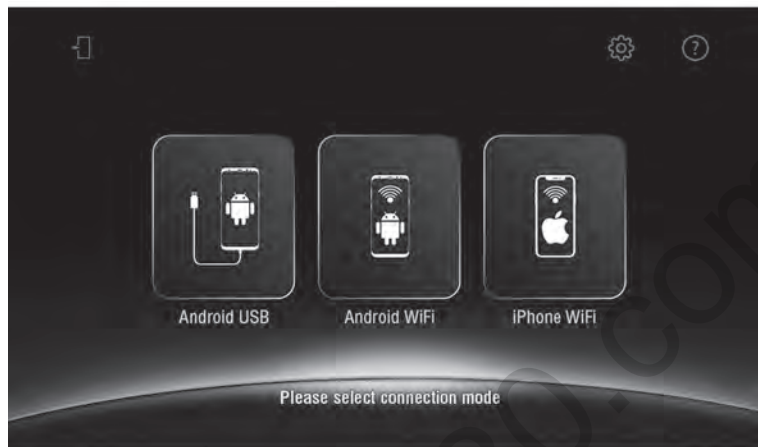 ?
Android USB
Android WiFi
iPhone WiFi
Please select connection mode